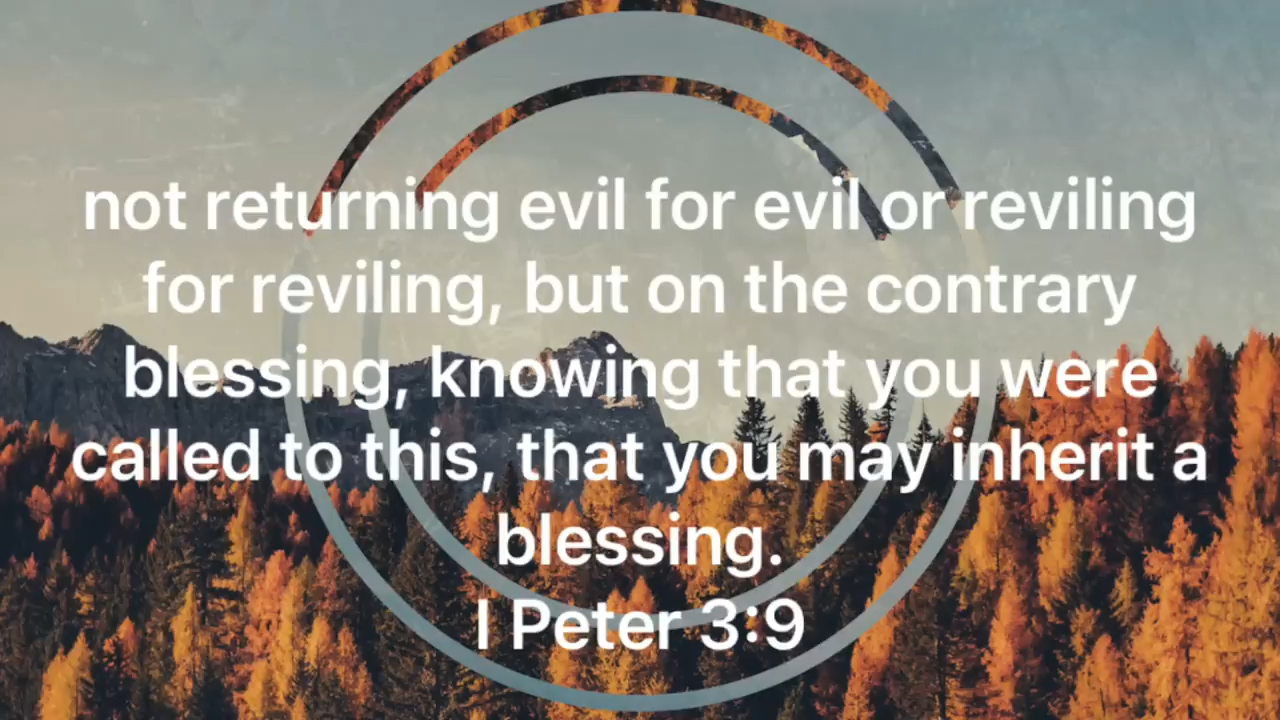 not returning evil for evil or reviling
for reviling, but on the contrary
blessing, knowing that you were
called to this, that you may inherit a
blessing.
I Peter 3:9